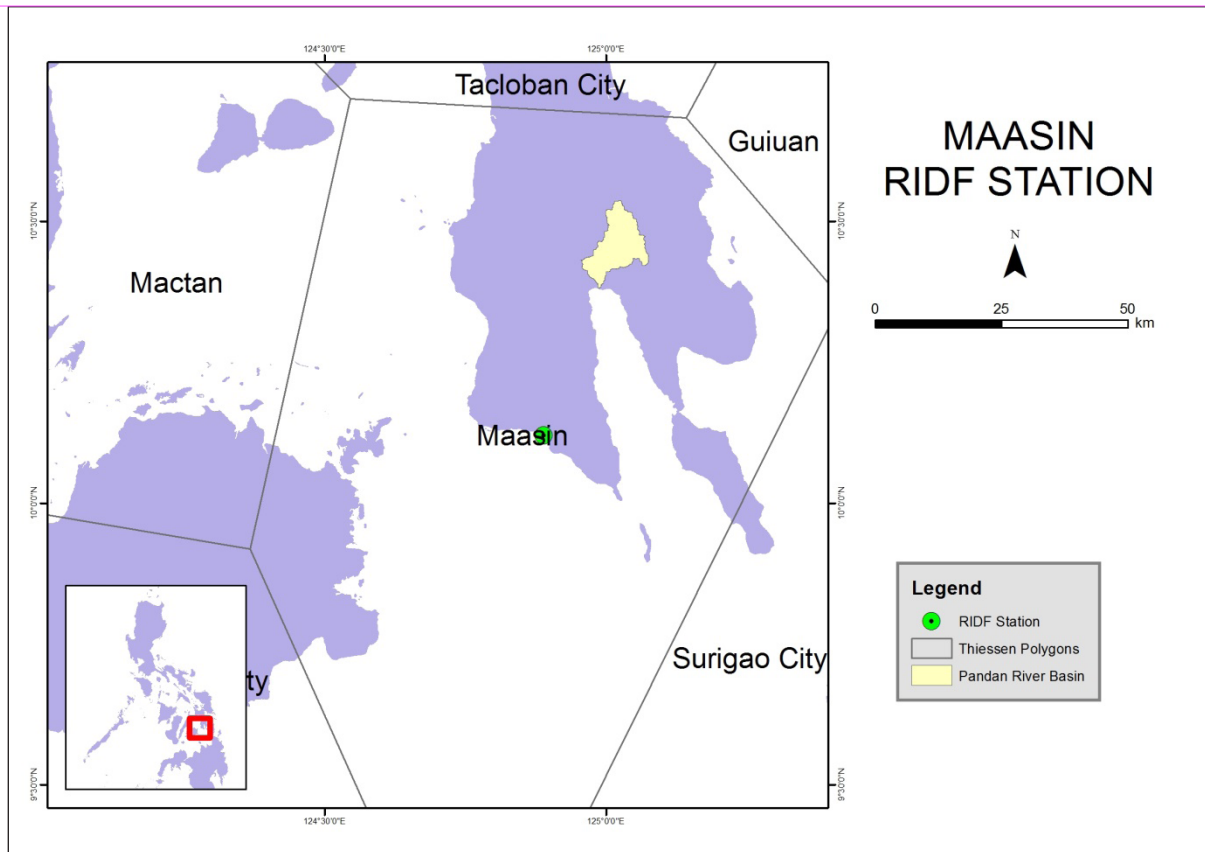 124°30'0"E
125°0'0"E
Tacloban City
Guiuan
MAASIN
RIDF STATION
10°30'0"N
10°30'0"N
N
Mactan
0
25
50
km
Maasin
10°0'0"N
10°0'0"N
Legend
RIDF Station
Thiessen Polygons
Pandan River Basin
Surigao City
ty
9°30'0"N
9°30'0"N
124°30'0"E
125°0'0"E